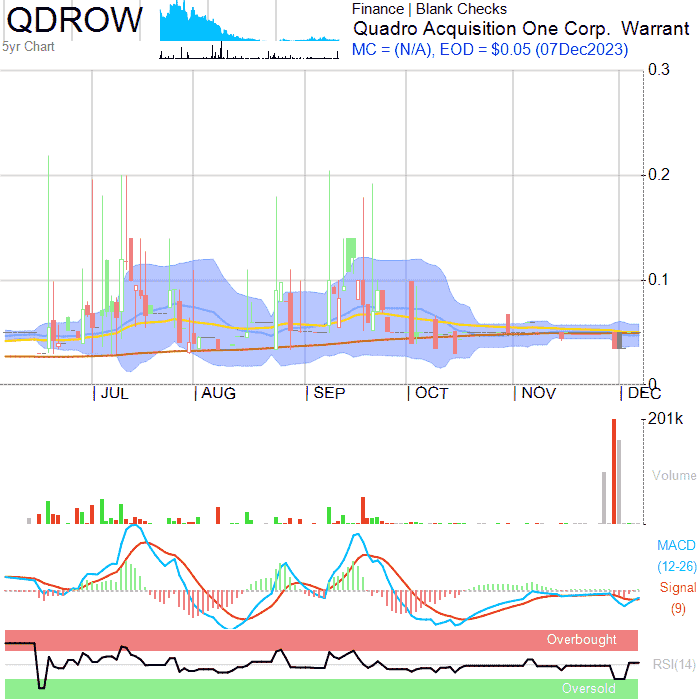 QDROW
5yr Chart
Finance | Blank Checks
Quadro Acquisition One Corp.  Warrant
MC = (N/A), EOD = $0.05 (07Dec2023)
0.3
0.2
0.1
0
JUL
AUG
SEP
OCT
NOV
DEC
201k
Volume
MACD
(12-26)
Signal
(9)
Overbought
RSI(14)
Oversold